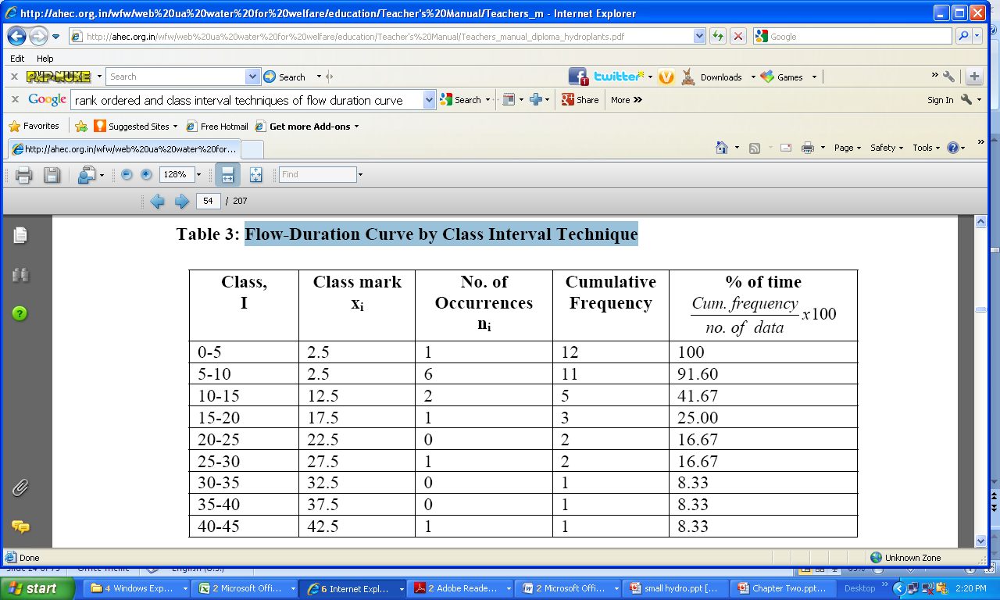 http://ahec.org.in/wfw/web%20ua%20water%20for%20welfare/education/Teacher's%20Manual/Teachers_m - Internet Explorer
http://ahec.org.in/wfw/web%20ua%20water%20for%20welfare/education/Teacher's%20Manual/Teachers_manual_diploma_hydroplants.pdf Google
Edit Help
x PHP-NUKE Search Search 1 twitter Downloads Games »
x Google rank ordered and class interval techniques of flow duration curve Search Share More » Sign In
Favorites Suggested Sites Free Hotmail Get more Add-ons
http://ahec.org.in/wfw/web%20ua%20water%20for... Page Safety Tools »
128% Find
54 / 207
Table 3: Flow-Duration Curve by Class Interval Technique
Class, I Class mark xi No. of Occurrences ni Cumulative Frequency % of time Cum. frequency / no. of data x100
0-5 2.5 1 12 100
5-10 2.5 6 11 91.60
10-15 12.5 2 5 41.67
15-20 17.5 1 3 25.00
20-25 22.5 0 2 16.67
25-30 27.5 1 2 16.67
30-35 32.5 0 1 8.33
35-40 37.5 0 1 8.33
40-45 42.5 1 1 8.33
Done Unknown Zone
start 4 Windows Exp... 2 Microsoft Offi... 6 Internet Expl... 2 Adobe Reade... 2 Microsoft Offi... small hydro.ppt [... Chapter Two.ppt... Desktop » 2:20 PM